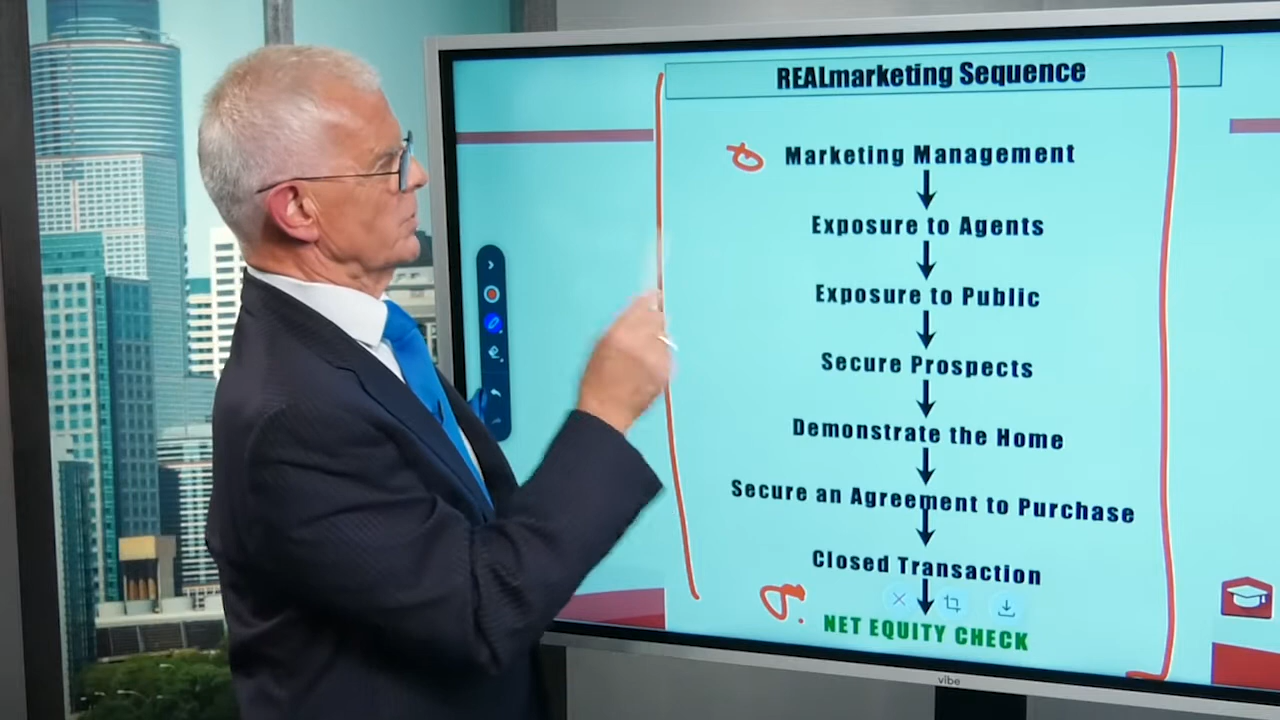 REALmarketing Sequence
Marketing Management
Exposure to Agents
Exposure to Public
Secure Prospects
Demonstrate the Home
Secure an Agreement to Purchase
Closed Transaction
NET EQUITY CHECK
vibe